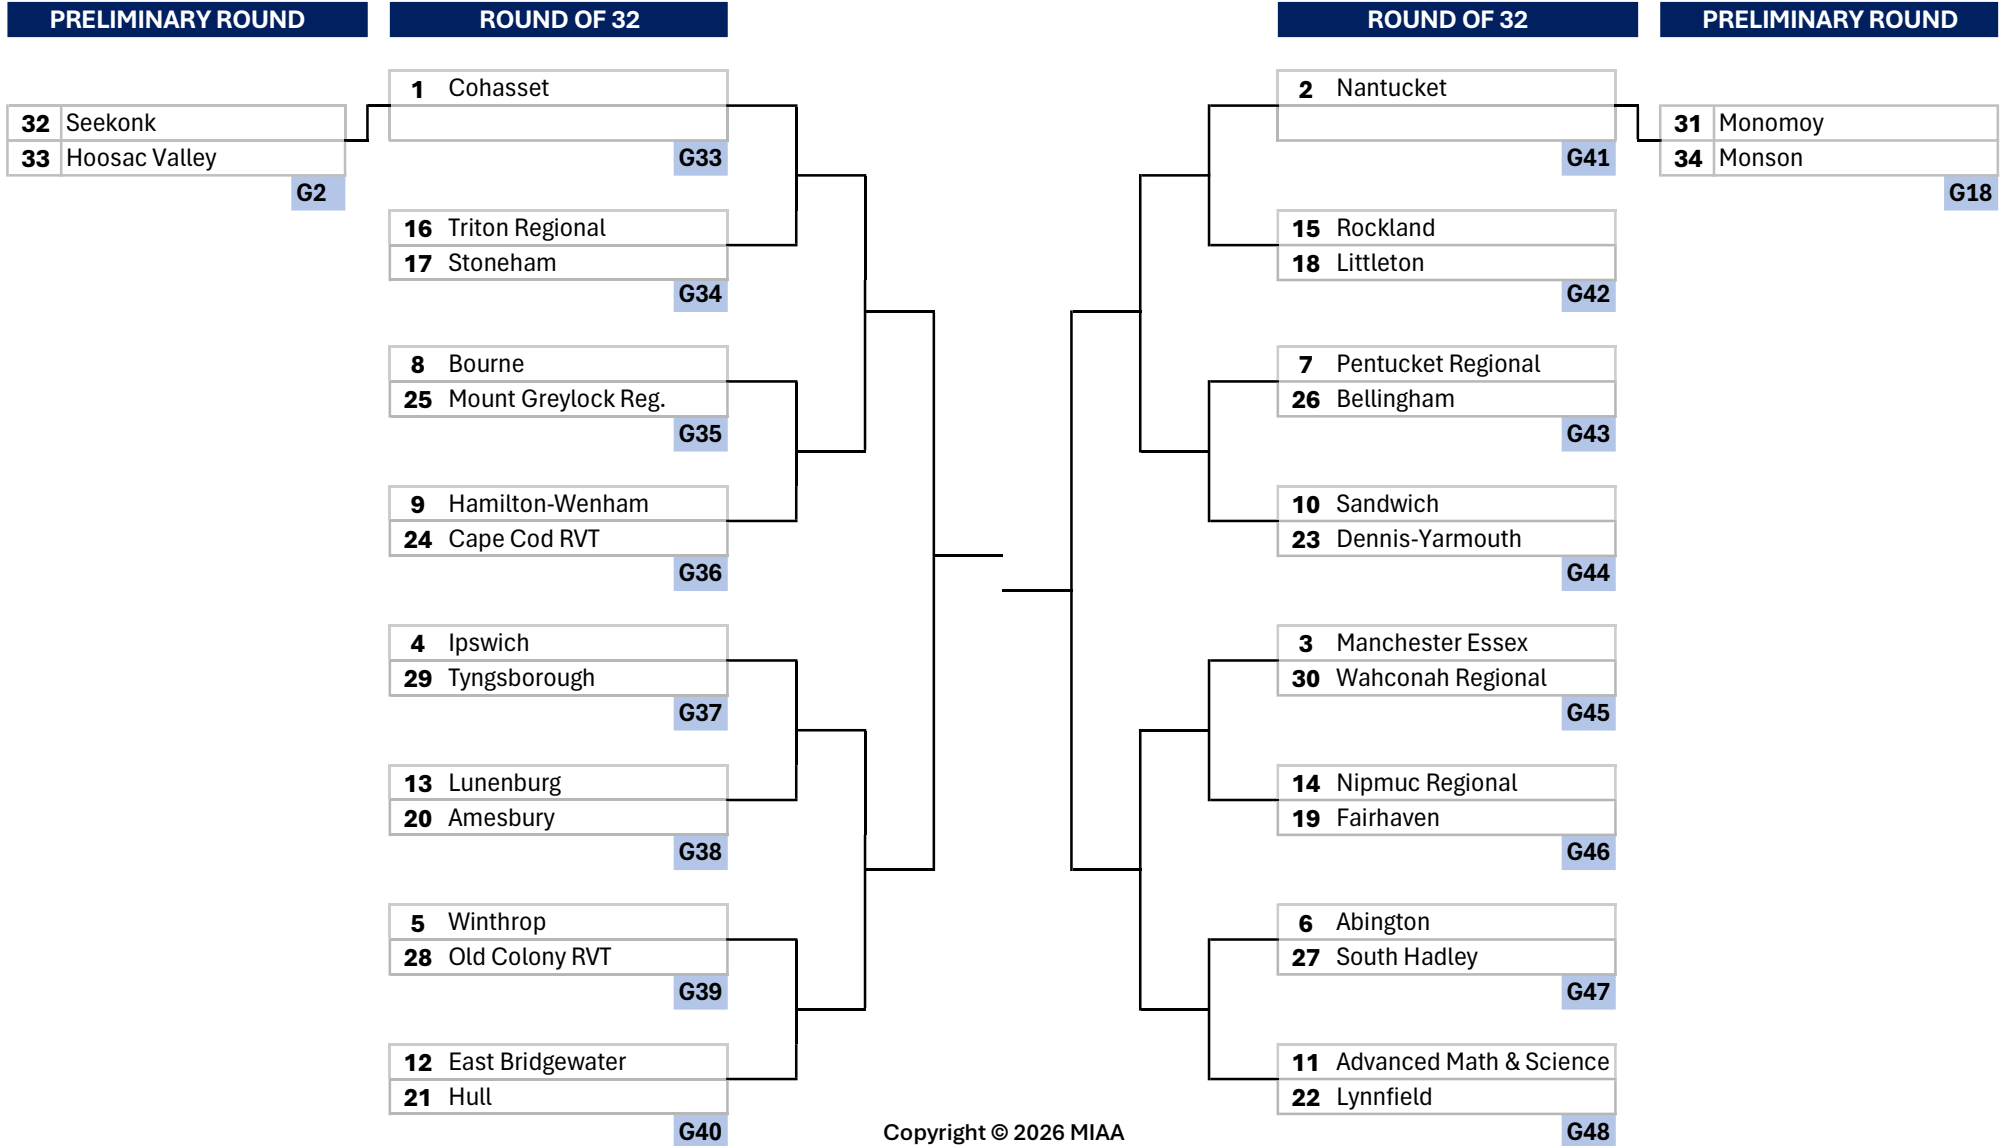 PRELIMINARY ROUND
ROUND OF 32
ROUND OF 32
PRELIMINARY ROUND
32 Seekonk
33 Hoosac Valley
G2
1 Cohasset
G33
16 Triton Regional
17 Stoneham
G34
8 Bourne
25 Mount Greylock Reg.
G35
9 Hamilton-Wenham
24 Cape Cod RVT
G36
4 Ipswich
29 Tyngsborough
G37
13 Lunenburg
20 Amesbury
G38
5 Winthrop
28 Old Colony RVT
G39
12 East Bridgewater
21 Hull
G40
2 Nantucket
G41
15 Rockland
18 Littleton
G42
7 Pentucket Regional
26 Bellingham
G43
10 Sandwich
23 Dennis-Yarmouth
G44
3 Manchester Essex
30 Wahconah Regional
G45
14 Nipmuc Regional
19 Fairhaven
G46
6 Abington
27 South Hadley
G47
11 Advanced Math & Science
22 Lynnfield
G48
31 Monomoy
34 Monson
G18
Copyright © 2026 MIAA